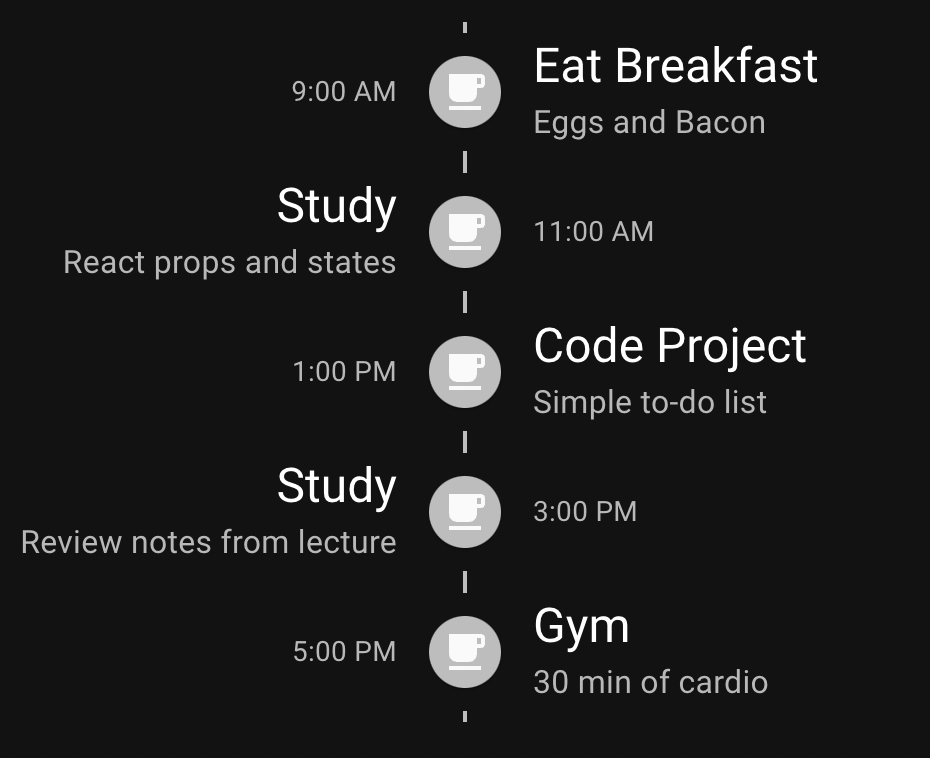 9:00 AM
Eat Breakfast
Eggs and Bacon
Study
React props and states
11:00 AM
1:00 PM
Code Project
Simple to-do list
Study
Review notes from lecture
3:00 PM
5:00 PM
Gym
30 min of cardio